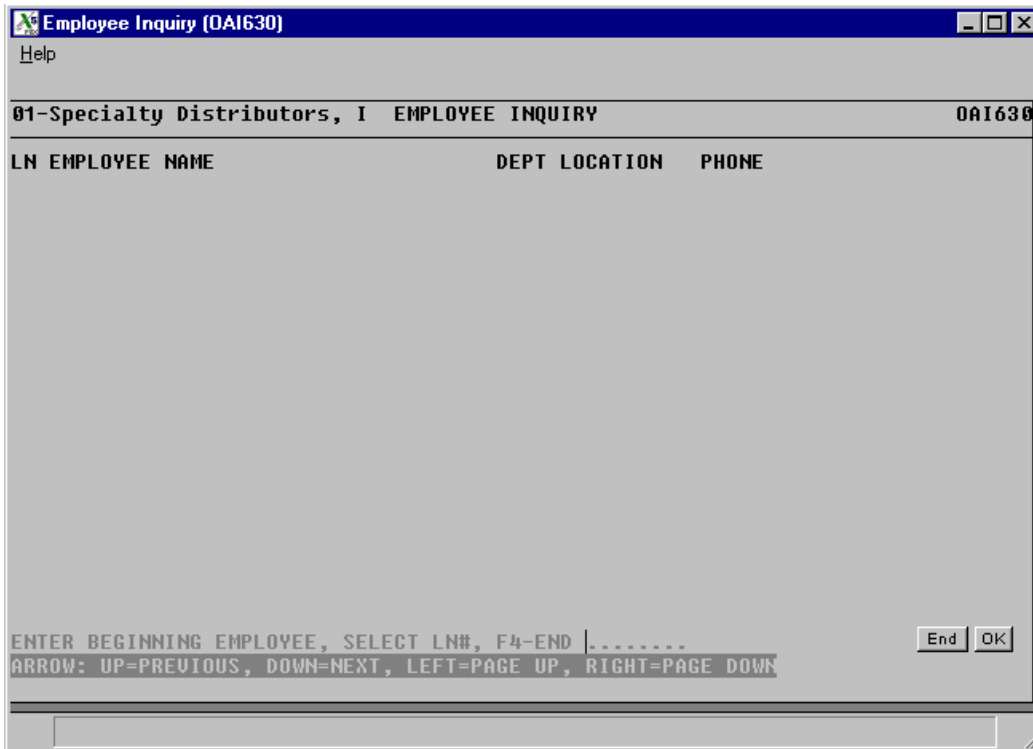 Employee Inquiry (OAI630)
Help
01-Specialty Distributors, I EMPLOYEE INQUIRY OAI630
LN EMPLOYEE NAME DEPT LOCATION PHONE
ENTER BEGINNING EMPLOYEE, SELECT LN#, F4-END ........ End OK
ARROW: UP=PREVIOUS, DOWN=NEXT, LEFT=PAGE UP, RIGHT=PAGE DOWN